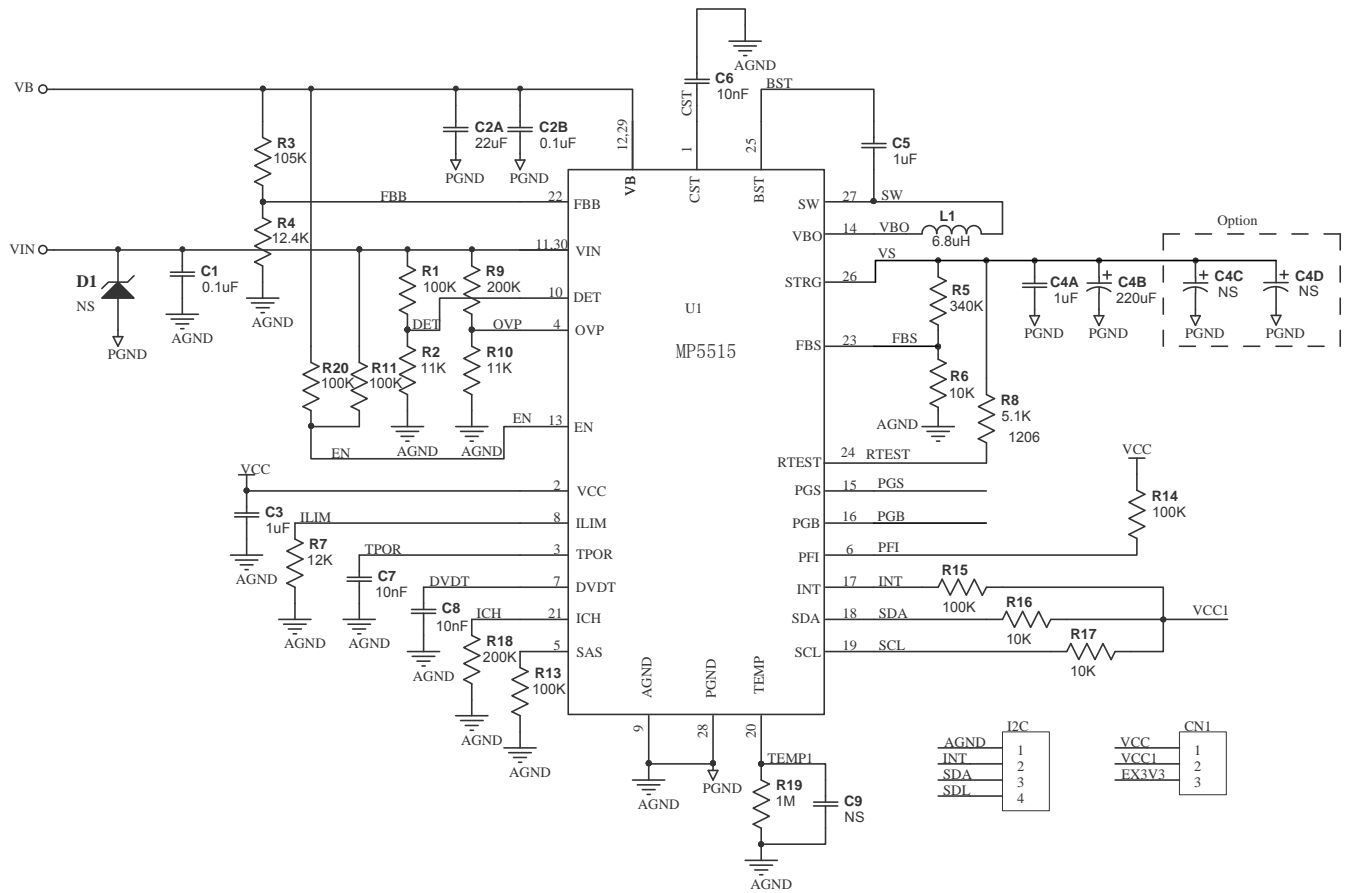 AGND
C6
10nF
CST
BST
VB
C2A
22uF
C2B
0.1uF
12,29
1
25
C5
1uF
R3
105K
PGND
PGND
VB
CST
BST
FBB
22
FBB
SW
27
SW
R4
12.4K
VBO
14
VBO
L1
6.8uH
Option
VIN
11,30
VIN
VS
STRG
26
D1
NS
C1
0.1uF
R1
100K
R9
200K
10
DET
U1
R5
340K
C4A
1uF
C4B
220uF
C4C
NS
C4D
NS
AGND
AGND
DET
OVP
4
OVP
PGND
PGND
PGND
PGND
PGND
MP5515
FBS
23
FBS
R2
11K
R10
11K
R20
100K
R11
100K
R6
10K
R8
5.1K
1206
AGND
EN
13
EN
AGND
AGND
EN
RTEST
24
RTEST
VCC
VCC
2
VCC
PGS
15
PGS
R14
100K
C3
1uF
ILIM
8
ILIM
PGB
16
PGB
R7
12K
TPOR
3
TPOR
PFI
6
PFI
AGND
C7
10nF
DVDT
7
DVDT
INT
17
INT
R15
100K
C8
10nF
ICH
21
ICH
SDA
18
SDA
R16
10K
VCC1
AGND
AGND
R18
200K
5
SAS
SCL
19
SCL
R17
10K
AGND
R13
100K
AGND
PGND
TEMP
AGND
AGND
9
28
20
TEMP1
AGND
PGND
R19
1M
C9
NS
AGND
I2C
AGND
1
INT
2
SDA
3
SDL
4
CN1
VCC
1
VCC1
2
EX3V3
3